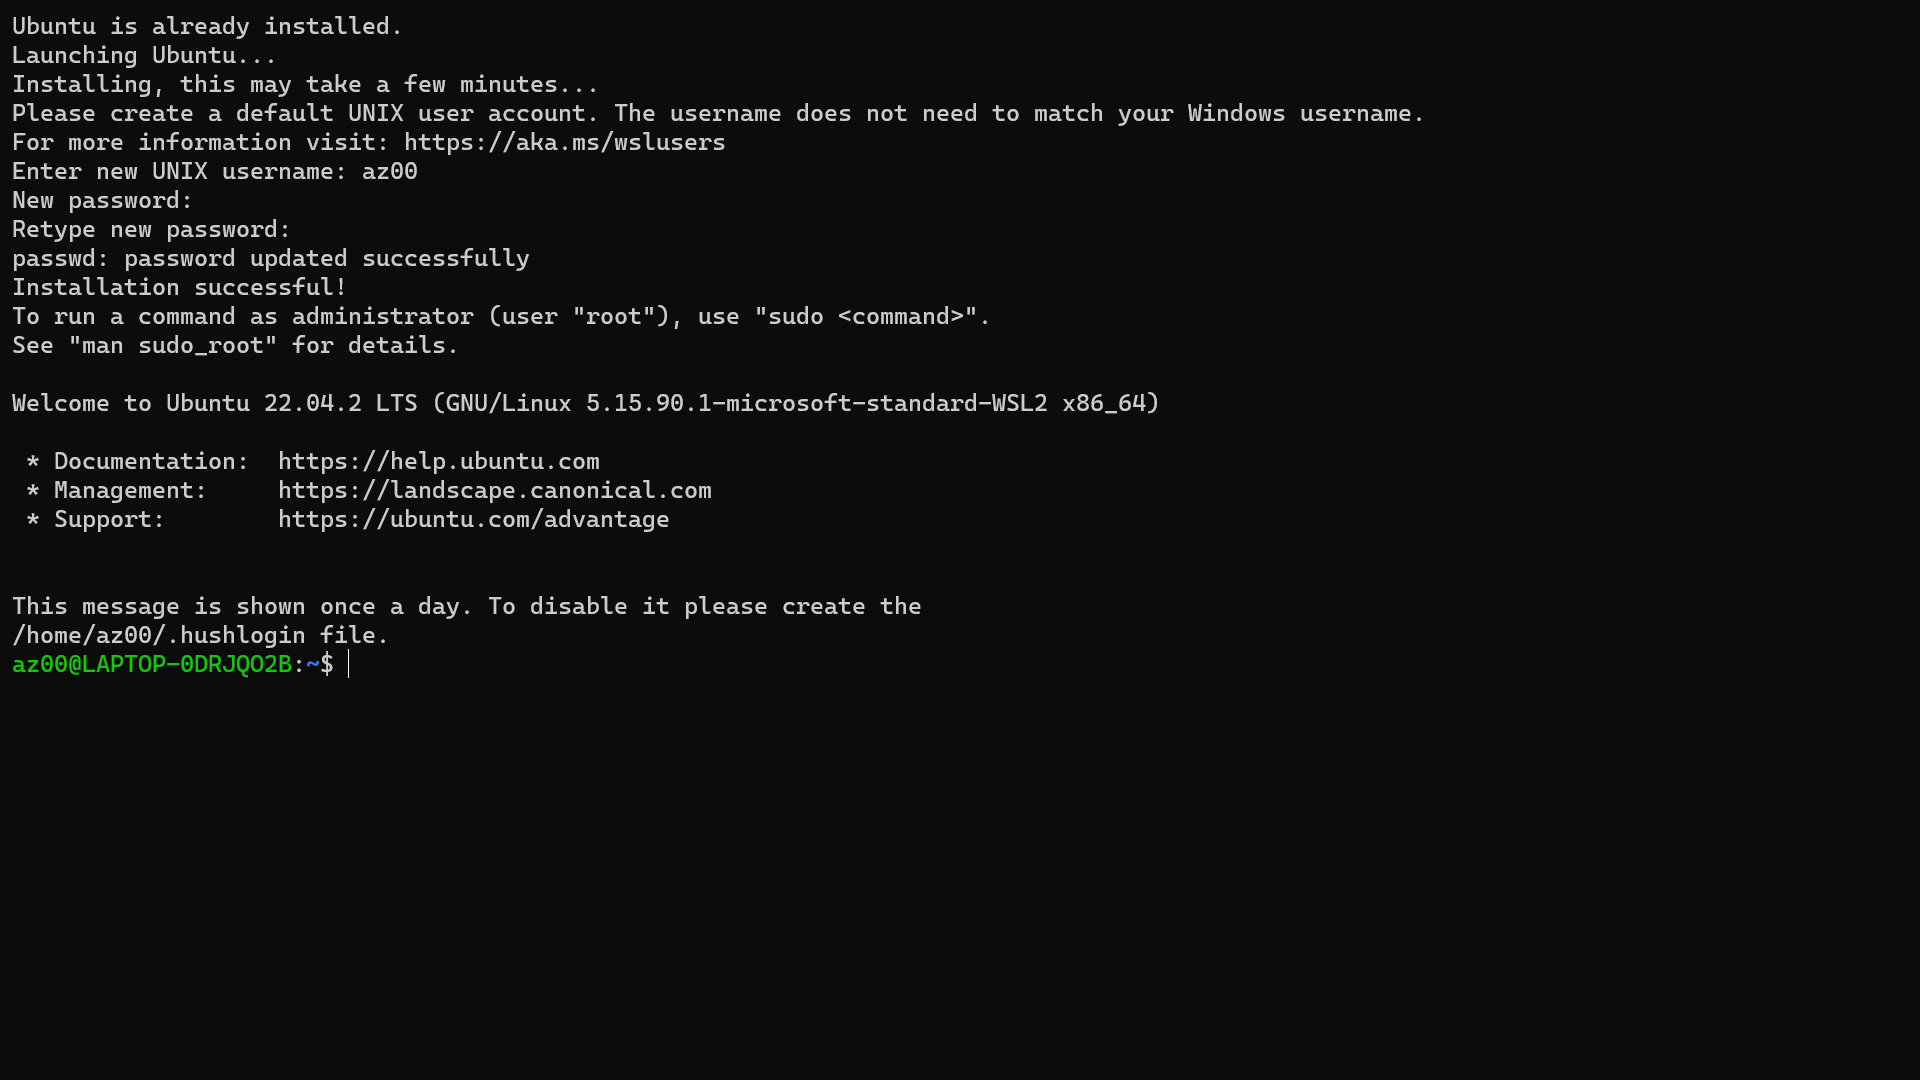 Ubuntu is already installed.
Launching Ubuntu...
Installing, this may take a few minutes...
Please create a default UNIX user account. The username does not need to match your Windows username.
For more information visit: https://aka.ms/wslusers
Enter new UNIX username: az00
New password:
Retype new password:
passwd: password updated successfully
Installation successful!
To run a command as administrator (user "root"), use "sudo <command>".
See "man sudo_root" for details.

Welcome to Ubuntu 22.04.2 LTS (GNU/Linux 5.15.90.1-microsoft-standard-WSL2 x86_64)

 * Documentation:  https://help.ubuntu.com
 * Management:     https://landscape.canonical.com
 * Support:        https://ubuntu.com/advantage


This message is shown once a day. To disable it please create the
/home/az00/.hushlogin file.
az00@LAPTOP-0DRJQO2B:~$